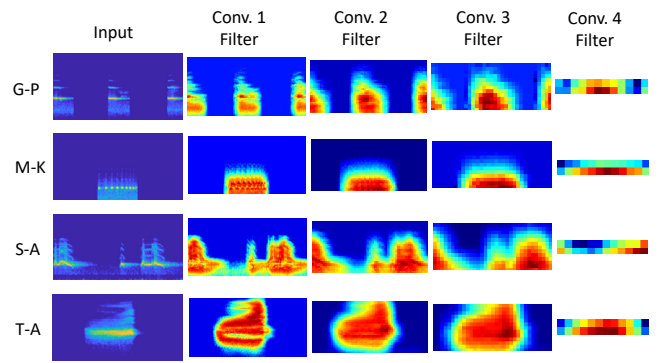 Input Conv. 1 Conv. 2 Conv. 3 Conv. 4
Filter Filter Filter Filter
G-P
M-K
S-A
T-A